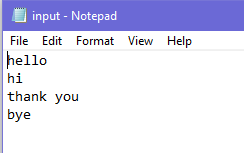 input - Notepad
File Edit Format View Help
hello
hi
thank you
bye